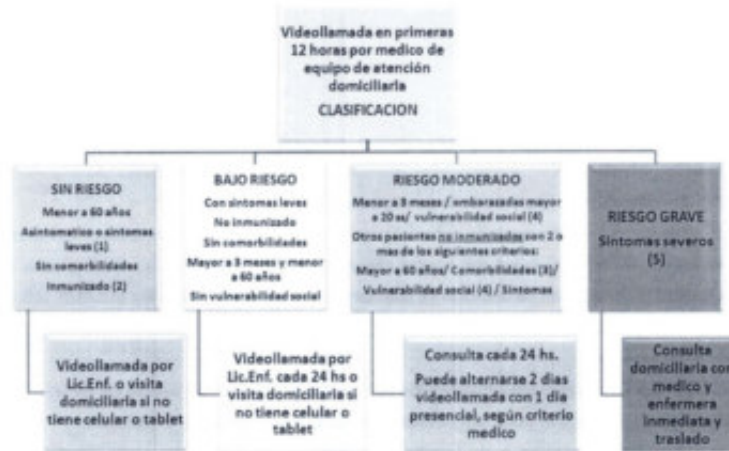 Videollamada en primeras
12 horas por medico de
equipo de atención
domiciliaria
CLASIFICACION
SIN RIESGO
Menor a 60 años
Asintomatico o sintomas
leves (1)
Sin comorbilidades
Inmunizado (2)
BAJO RIESGO
Con sintomas leves
No inmunizado
Sin comorbilidades
Mayor a 3 meses y menor
a 60 años
Sin vulnerabilidad social
RIESGO MODERADO
Menor a 3 meses / embarazadas mayor
a 20 ss/ vulnerabilidad social (4)
Otros pacientes no inmunizados con 2 o
mas de los siguientes criterios:
Mayor a 60 años/ Comorbilidades (3)/
Vulnerabilidad social (4) / Sintomas
RIESGO GRAVE
Sintomas severos
(5)
Videollamada por
Lic.Enf. o visita
domiciliaria si no
tiene celular o tablet
Videollamada por
Lic.Enf. cada 24 hs o
visita domiciliaria si
no tiene celular o
tablet
Consulta cada 24 hs.
Puede alternarse 2 dias
videollamada con 1 dia
presencial, según criterio
medico
Consulta
domiciliaria con
medico y
enfermera
inmediata y
traslado